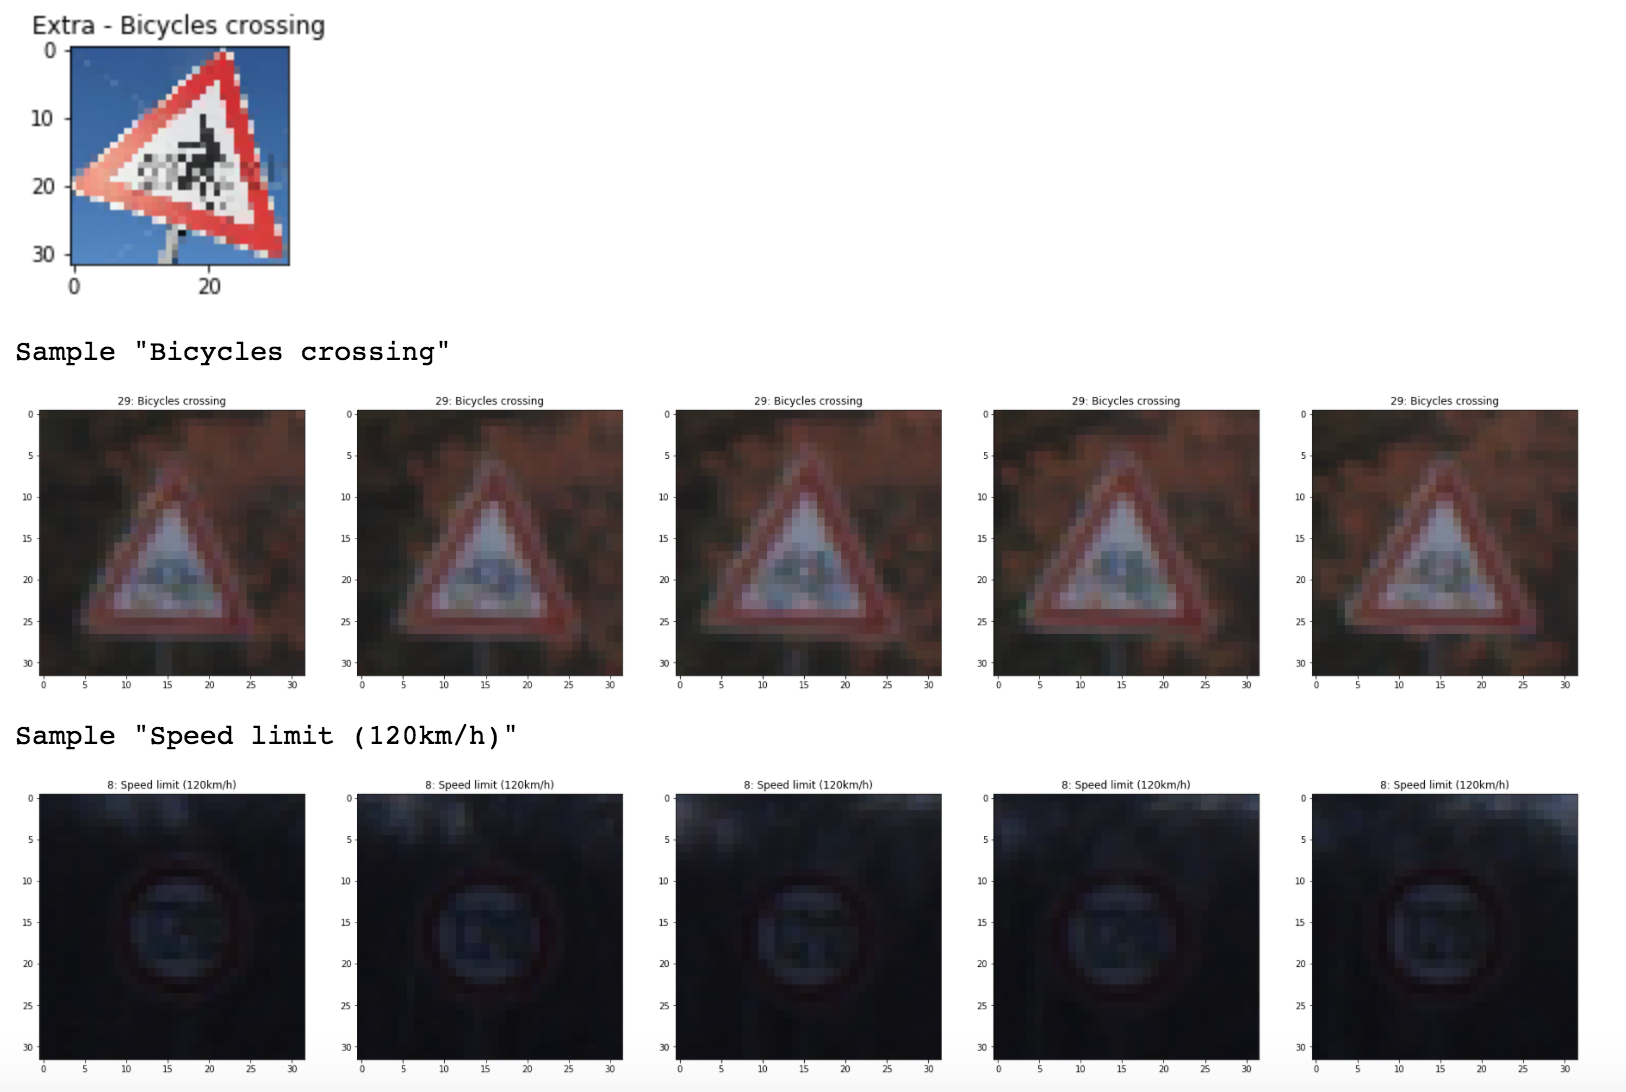 Extra - Bicycles crossing
0
10
20
30
0 20
Sample "Bicycles crossing"
29: Bicycles crossing 29: Bicycles crossing 29: Bicycles crossing 29: Bicycles crossing 29: Bicycles crossing
0 0 0 0 0
5 5 5 5 5
10 10 10 10 10
15 15 15 15 15
20 20 20 20 20
25 25 25 25 25
30 30 30 30 30
0 5 10 15 20 25 30 0 5 10 15 20 25 30 0 5 10 15 20 25 30 0 5 10 15 20 25 30 0 5 10 15 20 25 30
Sample "Speed limit (120km/h)"
8: Speed limit (120km/h) 8: Speed limit (120km/h) 8: Speed limit (120km/h) 8: Speed limit (120km/h) 8: Speed limit (120km/h)
0 0 0 0 0
5 5 5 5 5
10 10 10 10 10
15 15 15 15 15
20 20 20 20 20
25 25 25 25 25
30 30 30 30 30
0 5 10 15 20 25 30 0 5 10 15 20 25 30 0 5 10 15 20 25 30 0 5 10 15 20 25 30 0 5 10 15 20 25 30